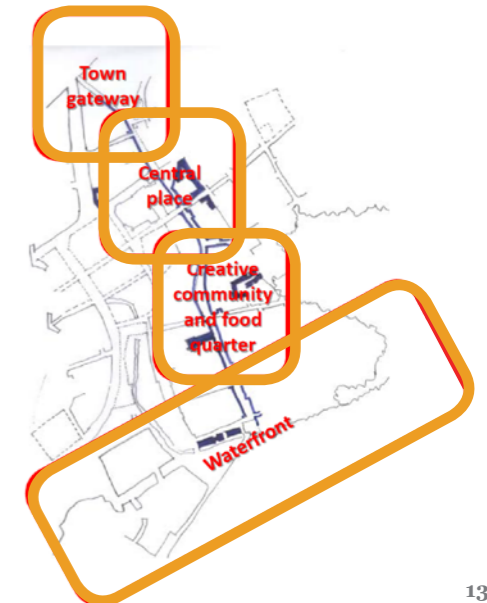 Town
gateway
Central
place
Creative
community
and food
quarter
Waterfront
13